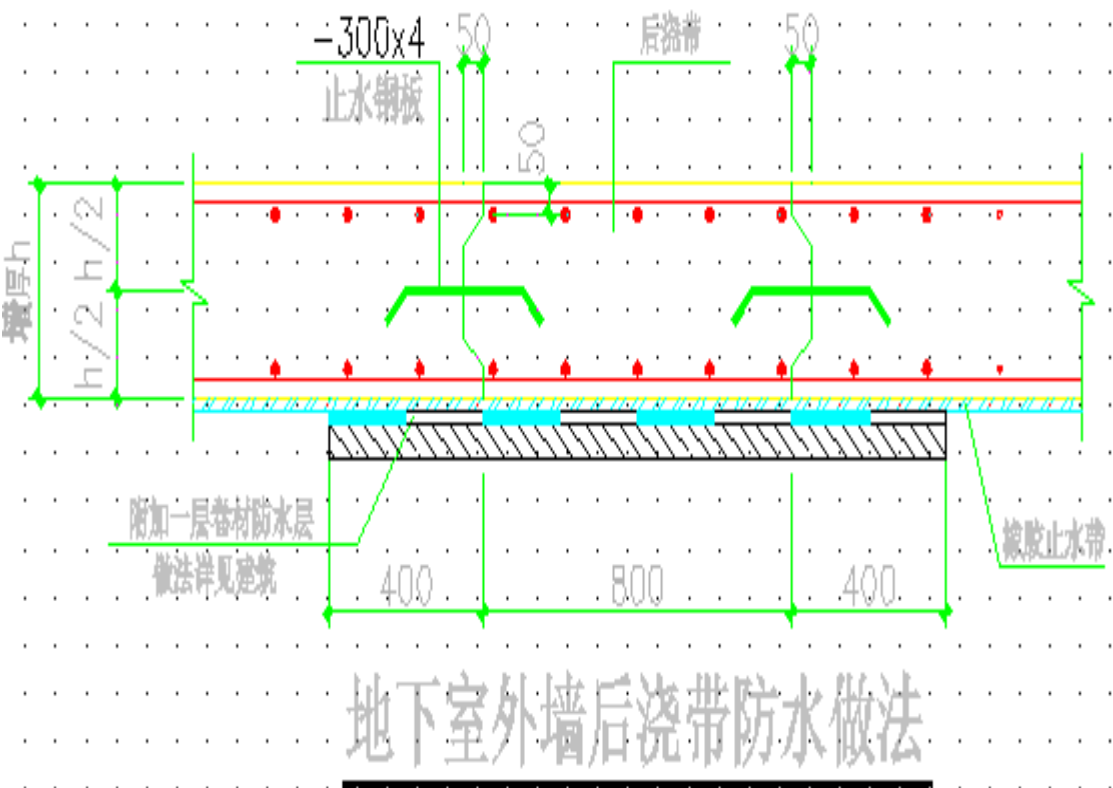 -300x4
止水钢板
50
后浇带
50
50
墙厚h
h/2
h/2
附加一层卷材防水层
做法详见建筑
橡胶止水带
400
800
400
地下室外墙后浇带防水做法